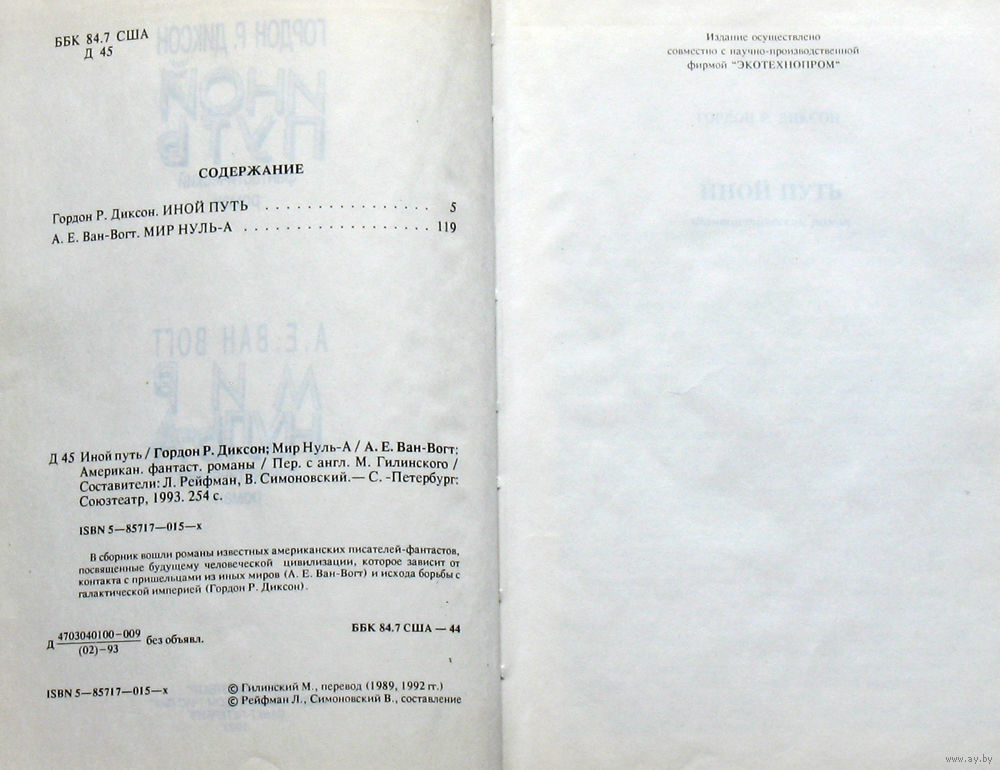 ББК 84.7 США
Д 45
СОДЕРЖАНИЕ
Гордон Р. Диксон. ИНОЙ ПУТЬ . . . . . . . . . . . . . . . . 5
А. Е. Ван-Вогт. МИР НУЛЬ-А . . . . . . . . . . . . . . . . . 119
Д 45 Иной путь / Гордон Р. Диксон; Мир Нуль-А / А. Е. Ван-Вогт;
Американ. фантаст. романы / Пер. с англ. М. Гилинского /
Составители: Л. Рейфман, В. Симоновский.— С. -Петербург:
Союзтеатр, 1993. 254 с.
ISBN 5—85717—015—х
В сборник вошли романы известных американских писателей-фантастов,
посвященные будущему человеческой цивилизации, которое зависит от
контакта с пришельцами из иных миров (А. Е. Ван-Вогт) и исхода борьбы с
галактической империей (Гордон Р. Диксон).
Д 4703040100-009 без объявл.
(02)-93
ББК 84.7 США — 44
ISBN 5—85717—015—х
© Гилинский М., перевод (1989, 1992 гг.)
© Рейфман Л., Симоновский В., составление
Издание осуществлено
совместно с научно-производственной
фирмой "ЭКОТЕХНОПРОМ"
ГОРДОН Р. ДИКСОН
ИНОЙ ПУТЬ
www.ay.by